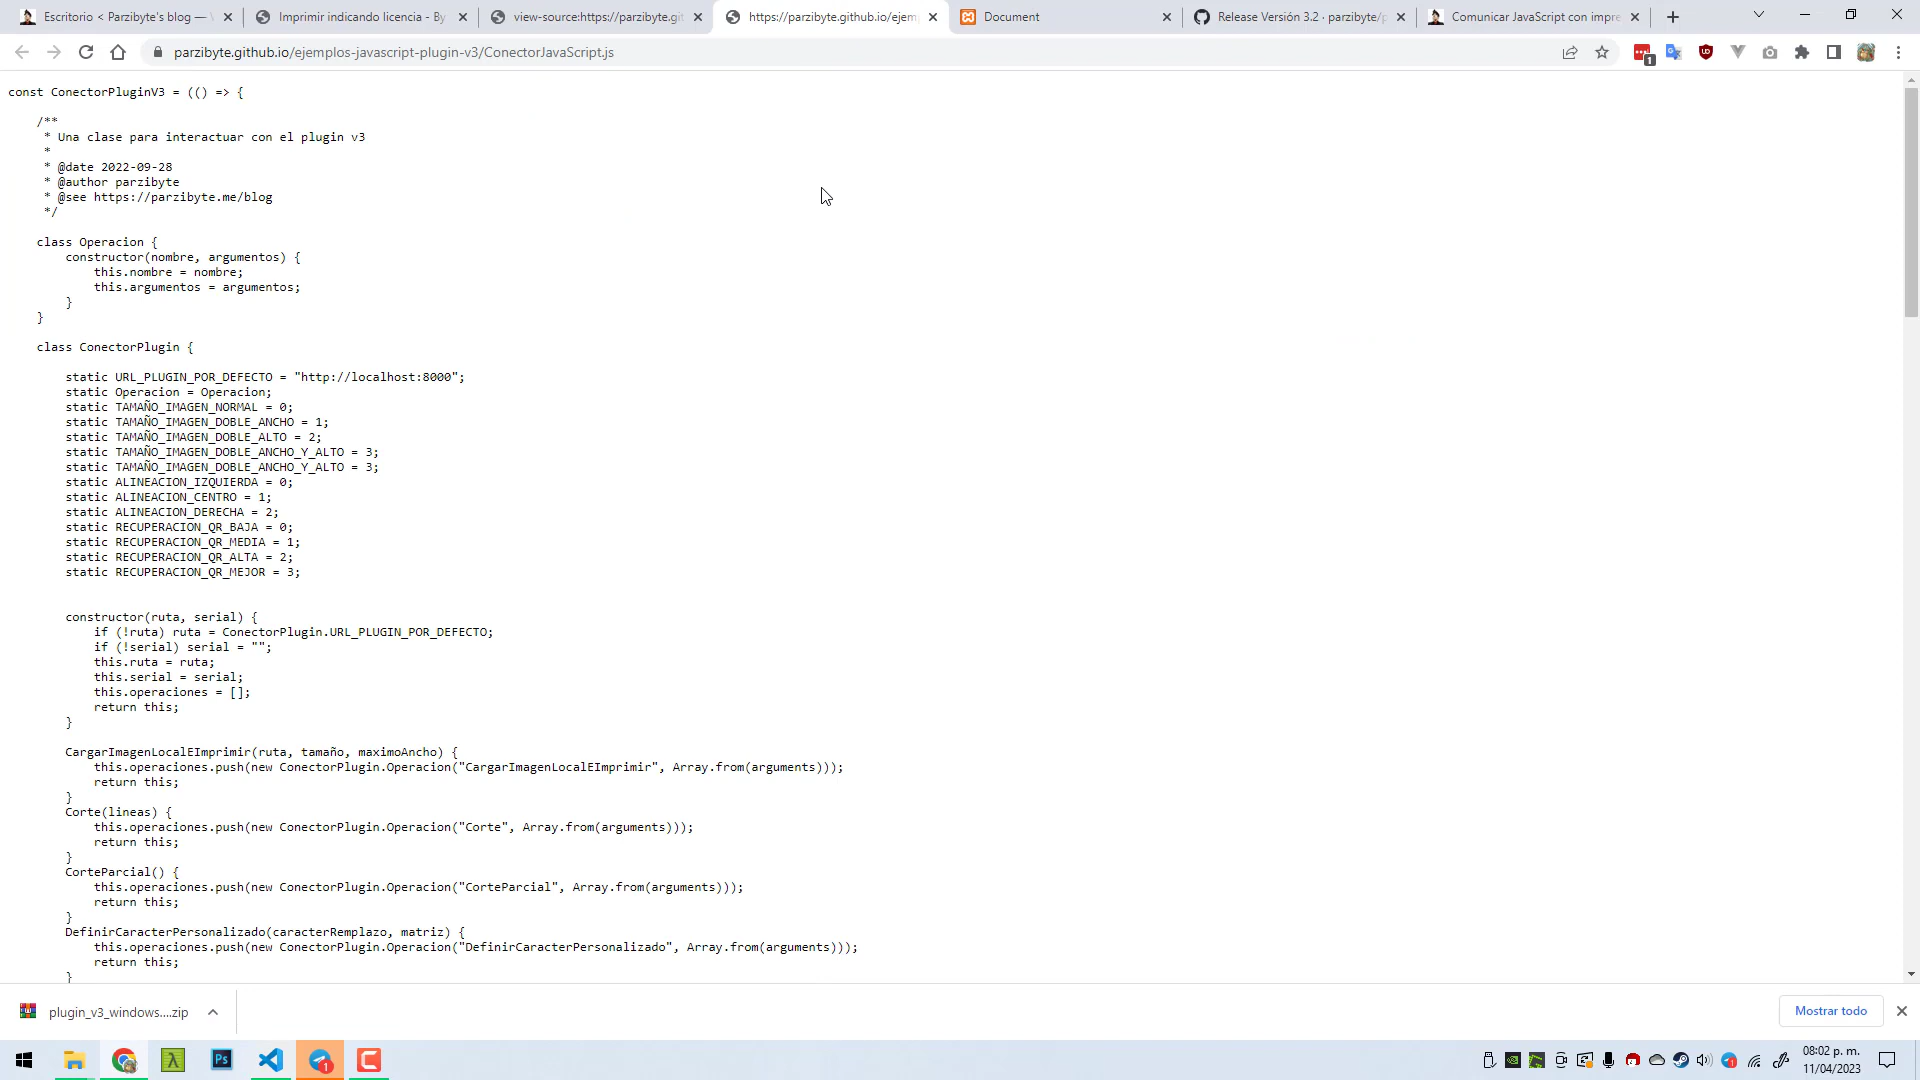 Escritorio < Parzibyte's blog —
Imprimir indicando licencia - By
view-source:https://parzibyte.git
https://parzibyte.github.io/ejem
Document
Release Versión 3.2 · parzibyte/p
Comunicar JavaScript con impre
parzibyte.github.io/ejemplos-javascript-plugin-v3/ConectorJavaScript.js
1
const ConectorPluginV3 = (() => {
/**
* Una clase para interactuar con el plugin v3
*
* @date 2022-09-28
* @author parzibyte
* @see https://parzibyte.me/blog
*/
class Operacion {
constructor(nombre, argumentos) {
this.nombre = nombre;
this.argumentos = argumentos;
}
}
class ConectorPlugin {
static URL_PLUGIN_POR_DEFECTO = "http://localhost:8000";
static Operacion = Operacion;
static TAMAÑO_IMAGEN_NORMAL = 0;
static TAMAÑO_IMAGEN_DOBLE_ANCHO = 1;
static TAMAÑO_IMAGEN_DOBLE_ALTO = 2;
static TAMAÑO_IMAGEN_DOBLE_ANCHO_Y_ALTO = 3;
static TAMAÑO_IMAGEN_DOBLE_ANCHO_Y_ALTO = 3;
static ALINEACION_IZQUIERDA = 0;
static ALINEACION_CENTRO = 1;
static ALINEACION_DERECHA = 2;
static RECUPERACION_QR_BAJA = 0;
static RECUPERACION_QR_MEDIA = 1;
static RECUPERACION_QR_ALTA = 2;
static RECUPERACION_QR_MEJOR = 3;
constructor(ruta, serial) {
if (!ruta) ruta = ConectorPlugin.URL_PLUGIN_POR_DEFECTO;
if (!serial) serial = "";
this.ruta = ruta;
this.serial = serial;
this.operaciones = [];
return this;
}
CargarImagenLocalEImprimir(ruta, tamaño, maximoAncho) {
this.operaciones.push(new ConectorPlugin.Operacion("CargarImagenLocalEImprimir", Array.from(arguments)));
return this;
}
Corte(lineas) {
this.operaciones.push(new ConectorPlugin.Operacion("Corte", Array.from(arguments)));
return this;
}
CorteParcial() {
this.operaciones.push(new ConectorPlugin.Operacion("CorteParcial", Array.from(arguments)));
return this;
}
DefinirCaracterPersonalizado(caracterRemplazo, matriz) {
this.operaciones.push(new ConectorPlugin.Operacion("DefinirCaracterPersonalizado", Array.from(arguments)));
return this;
}
plugin_v3_windows....zip
Mostrar todo
Ps
1
08:02 p. m.
11/04/2023